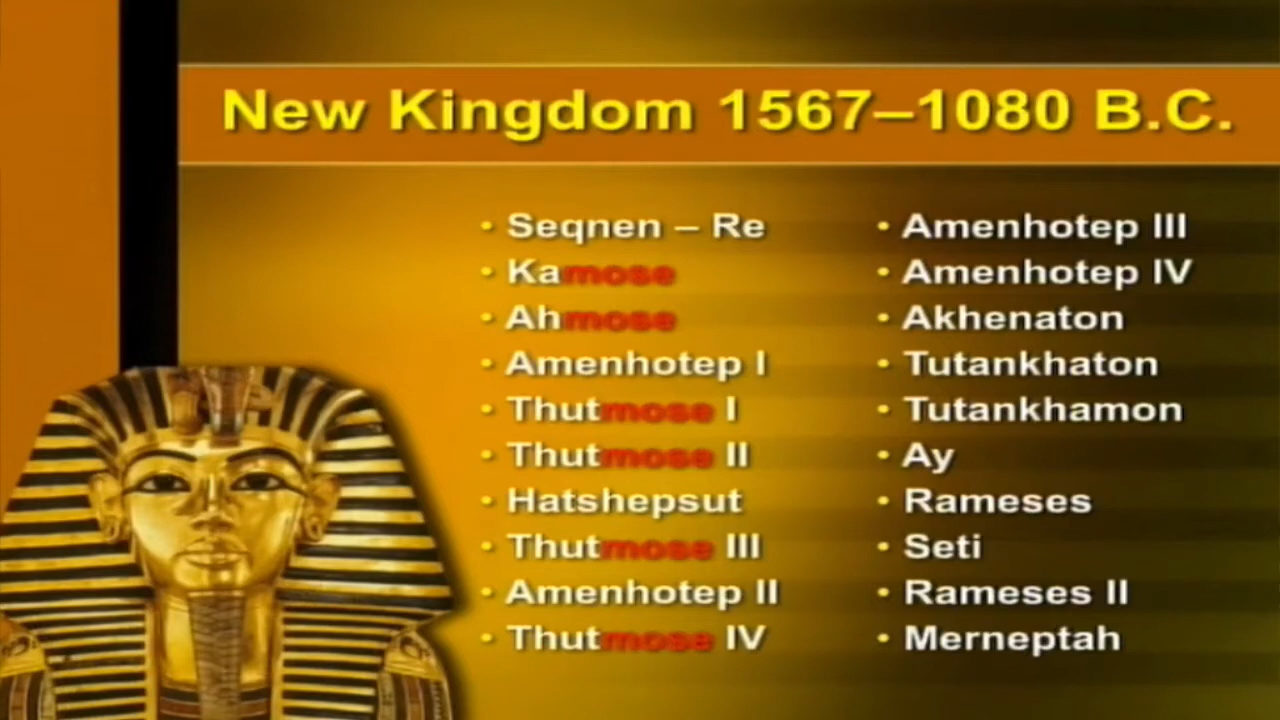 New Kingdom 1567–1080 B.C.
• Seqnen – Re
• Kamose
• Ahmose
• Amenhotep I
• Thutmose I
• Thutmose II
• Hatshepsut
• Thutmose III
• Amenhotep II
• Thutmose IV
• Amenhotep III
• Amenhotep IV
• Akhenaton
• Tutankhaton
• Tutankhamon
• Ay
• Rameses
• Seti
• Rameses II
• Merneptah